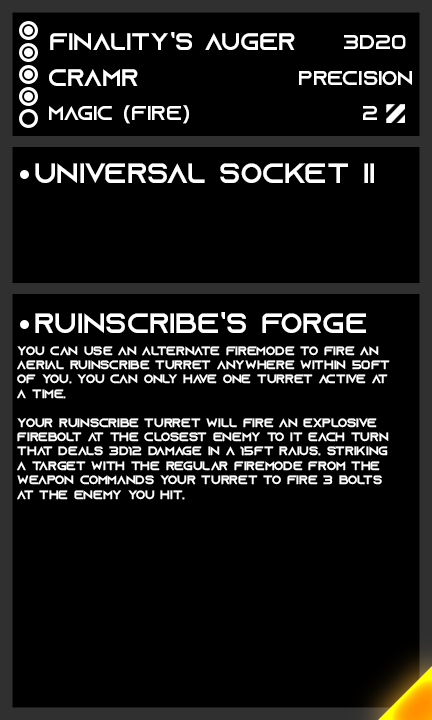 FINALITY'S AUGER 3D20
CRAMR PRECISION
MAGIC (FIRE) 2
•UNIVERSAL SOCKET II
•RUINSCRIBE'S FORGE
YOU CAN USE AN ALTERNATE FIREMODE TO FIRE AN
AERIAL RUINSCRIBE TURRET ANYWHERE WITHIN 50FT
OF YOU. YOU CAN ONLY HAVE ONE TURRET ACTIVE AT
A TIME.
YOUR RUINSCRIBE TURRET WILL FIRE AN EXPLOSIVE
FIREBOLT AT THE CLOSEST ENEMY TO IT EACH TURN
THAT DEALS 3D12 DAMAGE IN A 15FT RAIUS. STRIKING
A TARGET WITH THE REGULAR FIREMODE FROM THE
WEAPON COMMANDS YOUR TURRET TO FIRE 3 BOLTS
AT THE ENEMY YOU HIT.